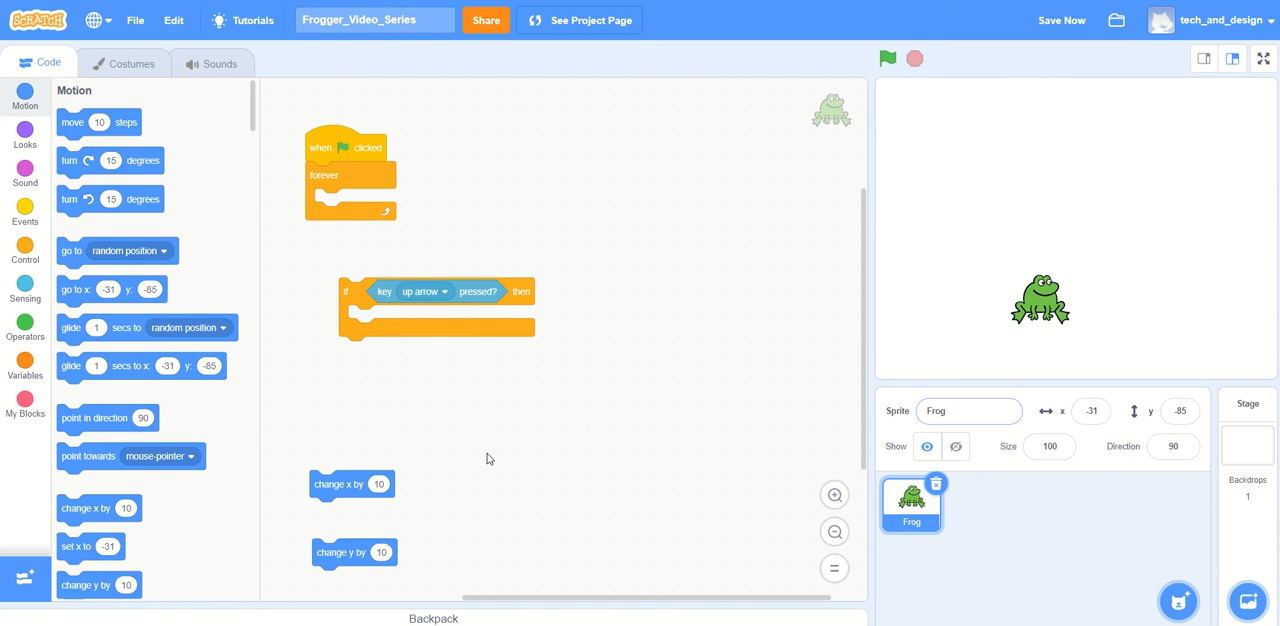 SCRATCH File Edit Tutorials Frogger_Video_Series Share See Project Page Save Now tech_and_design
Code Costumes Sounds
Motion
Looks
Sound
Events
Control
Sensing
Operators
Variables
My Blocks
Motion
move 10 steps
turn 15 degrees
turn 15 degrees
go to random position
go to x: -31 y: -85
glide 1 secs to random position
glide 1 secs to x: -31 y: -85
point in direction 90
point towards mouse-pointer
change x by 10
set x to -31
change y by 10
when clicked
forever
if key up arrow pressed? then
change x by 10
change y by 10
Backpack
Sprite Frog x -31 y -85
Show Size 100 Direction 90
Frog
Stage
Backdrops
1